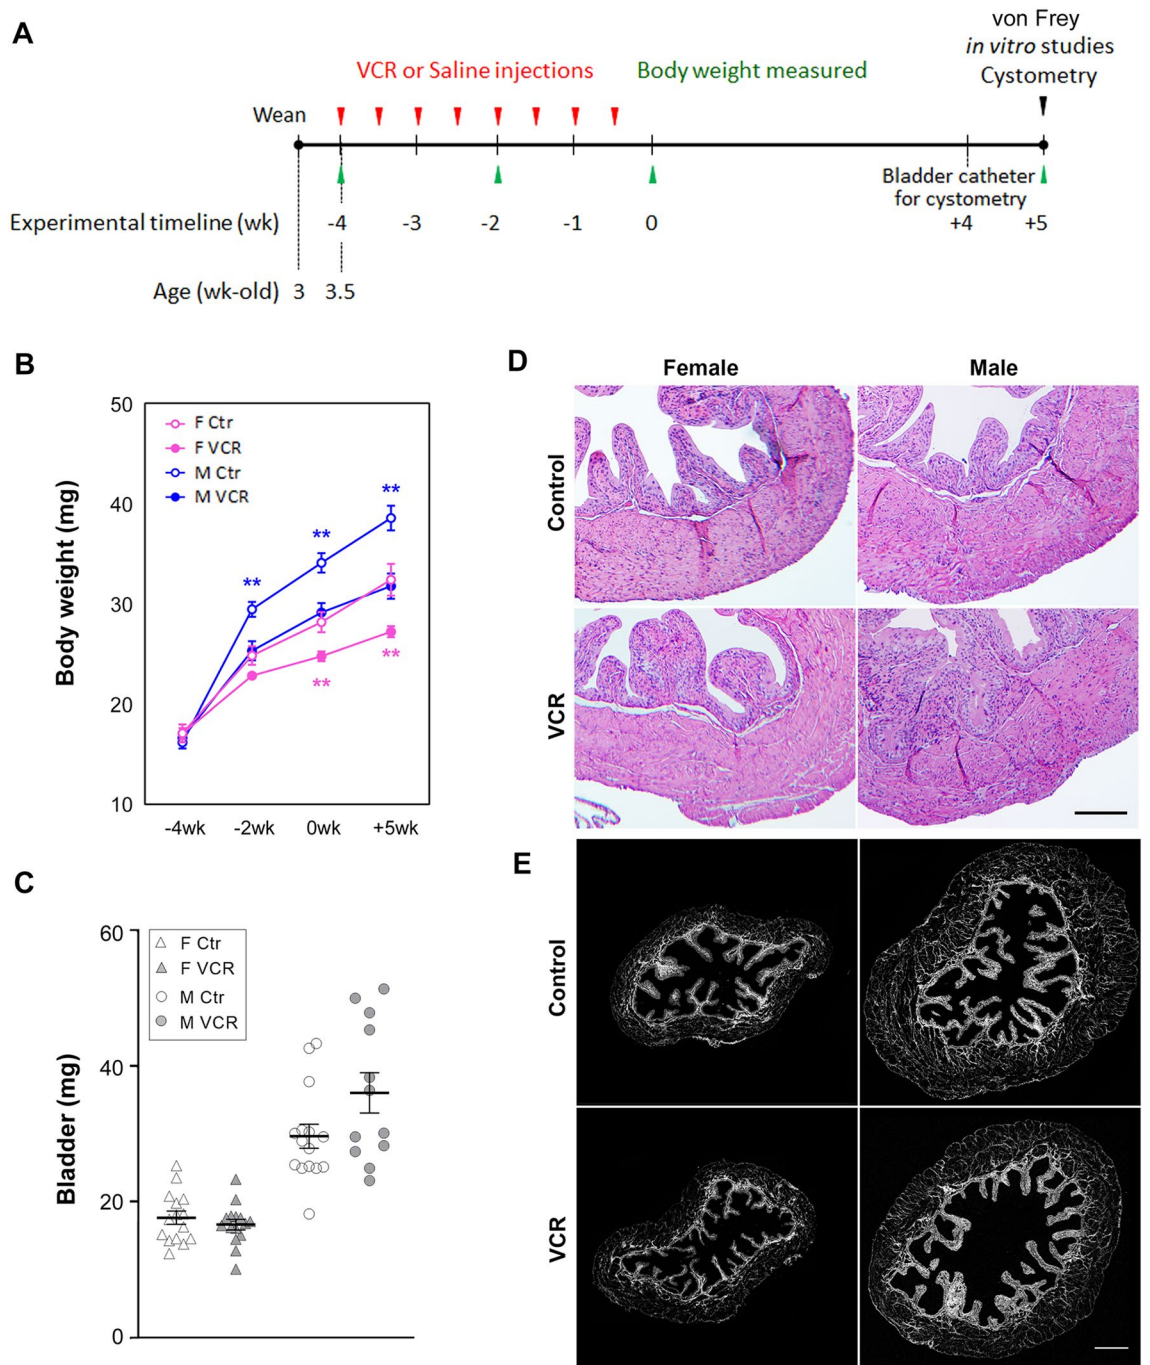 A
von Frey
in vitro studies
Cystometry
VCR or Saline injections
Body weight measured
Wean
Bladder catheter
for cystometry
Experimental timeline (wk)
-4 -3 -2 -1 0 +4 +5
Age (wk-old) 3 3.5
B
Body weight (mg)
50
40
30
20
10
F Ctr
F VCR
M Ctr
M VCR
**
**
**
**
**
-4wk -2wk 0wk +5wk
C
Bladder (mg)
60
40
20
0
F Ctr
F VCR
M Ctr
M VCR
D
Female Male
Control
VCR
E
Control
VCR